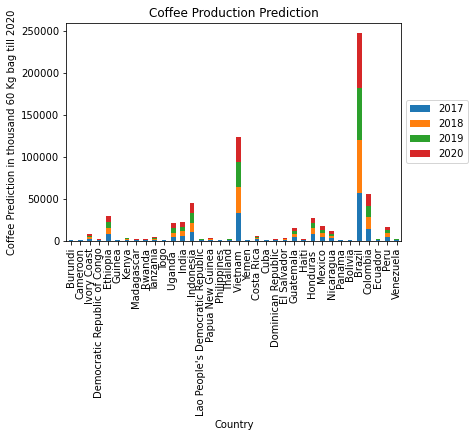 Coffee Production Prediction
Coffee Prediction in thousand 60 Kg bag till 2020
250000
200000
150000
100000
50000
0
2017
2018
2019
2020
Burundi
Cameroon
Ivory Coast
Democratic Republic of Congo
Ethiopia
Guinea
Kenya
Madagascar
Rwanda
Tanzania
Togo
Uganda
India
Indonesia
Lao People's Democratic Republic
Papua New Guinea
Philippines
Thailand
Vietnam
Yemen
Costa Rica
Cuba
Dominican Republic
El Salvador
Guatemala
Haiti
Honduras
Mexico
Nicaragua
Panama
Bolivia
Brazil
Colombia
Ecuador
Peru
Venezuela
Country